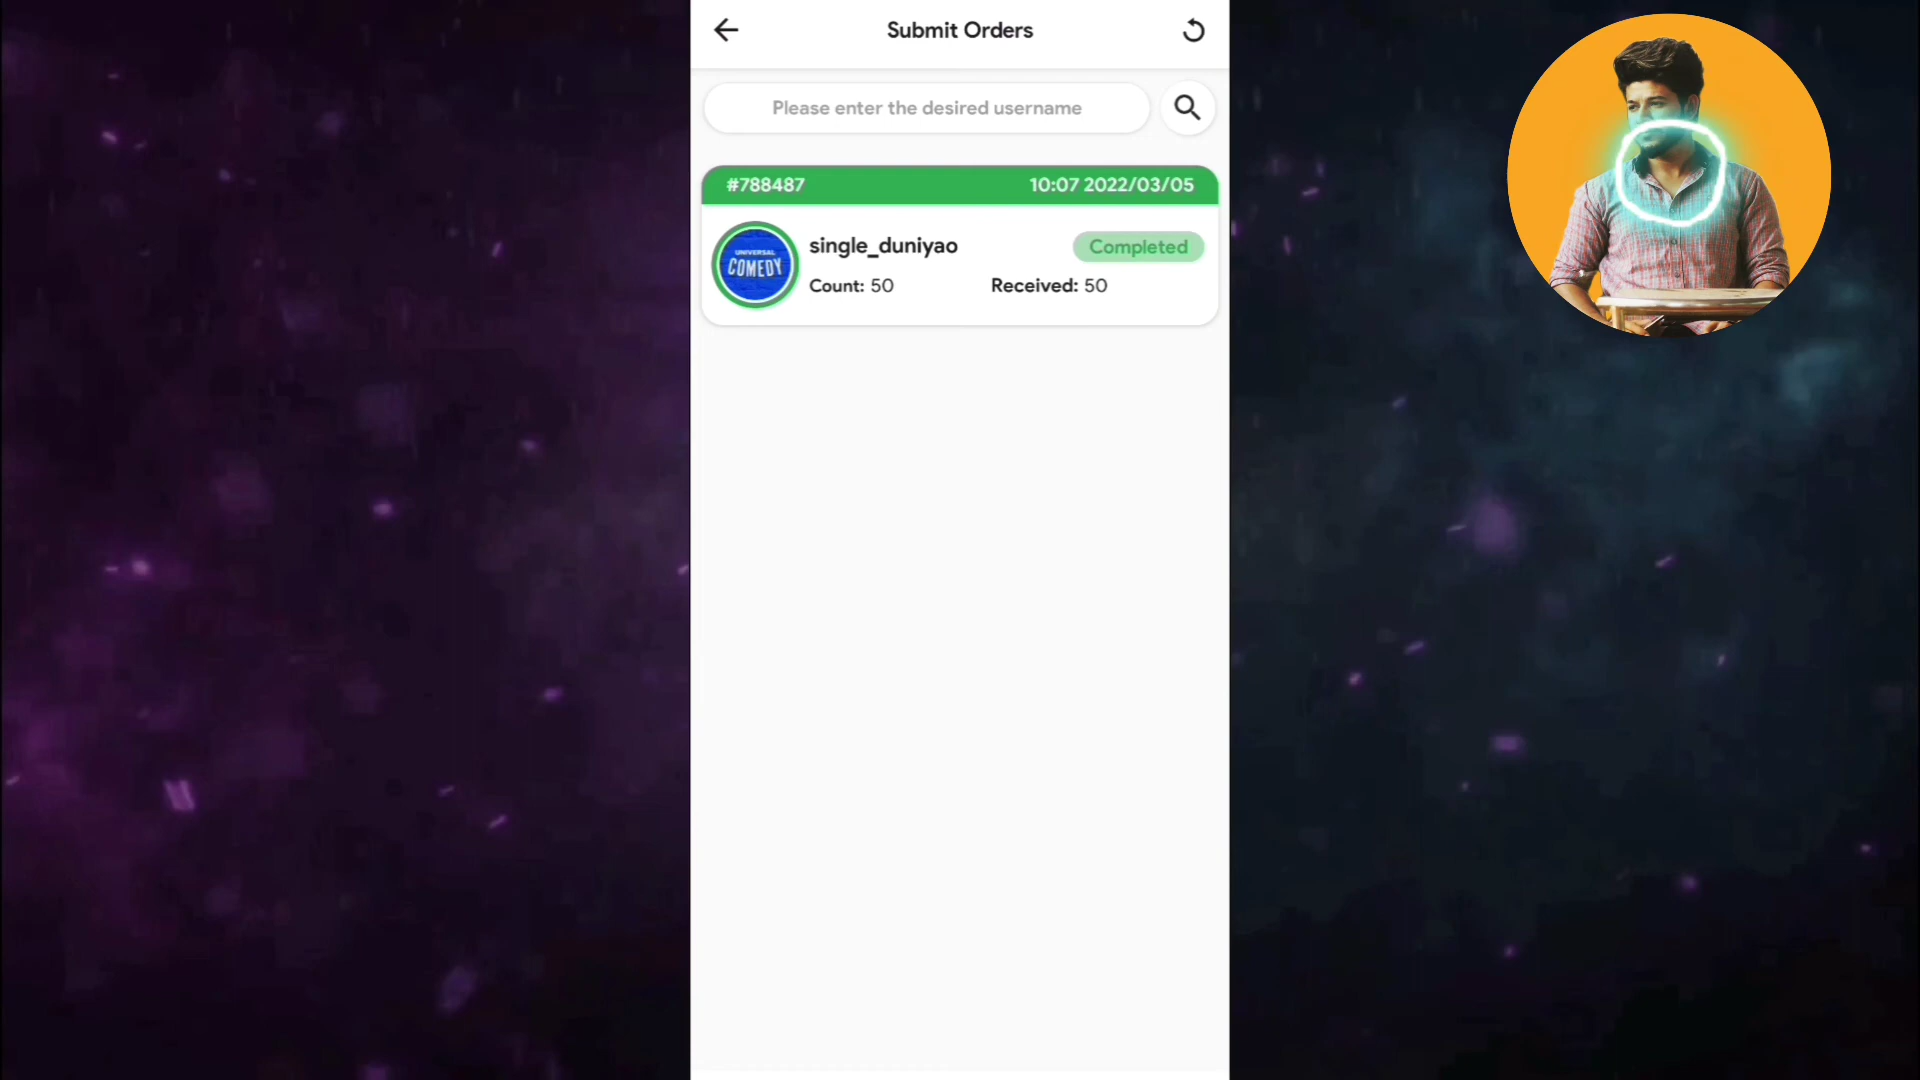 Submit Orders
Please enter the desired username
#788487 10:07 2022/03/05
UNIVERSAL
COMEDY
single_duniyao Completed
Count: 50 Received: 50